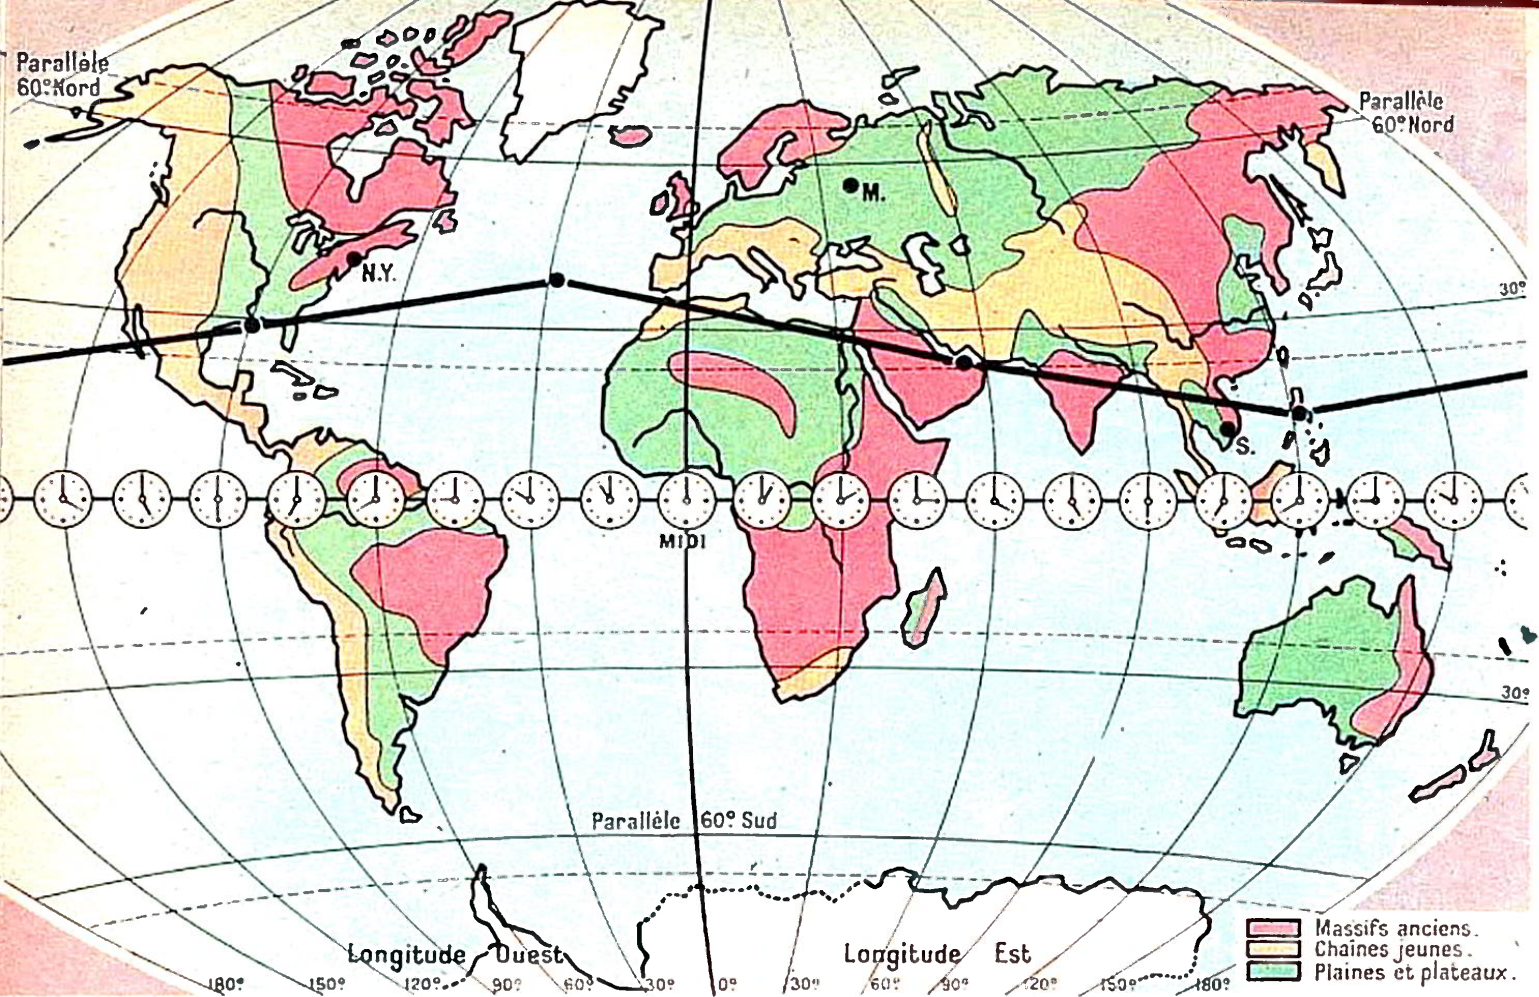 Parallèle
60° Nord
Parallèle
60° Nord
M.
N.Y.
30°
S.
MIDI
30°
Parallèle 60° Sud
Massifs anciens.
Chaînes jeunes.
Plaines et plateaux.
Longitude Ouest
Longitude Est
180° 150° 120° 90° 60° 30° 0° 30° 60° 90° 120° 150° 180°